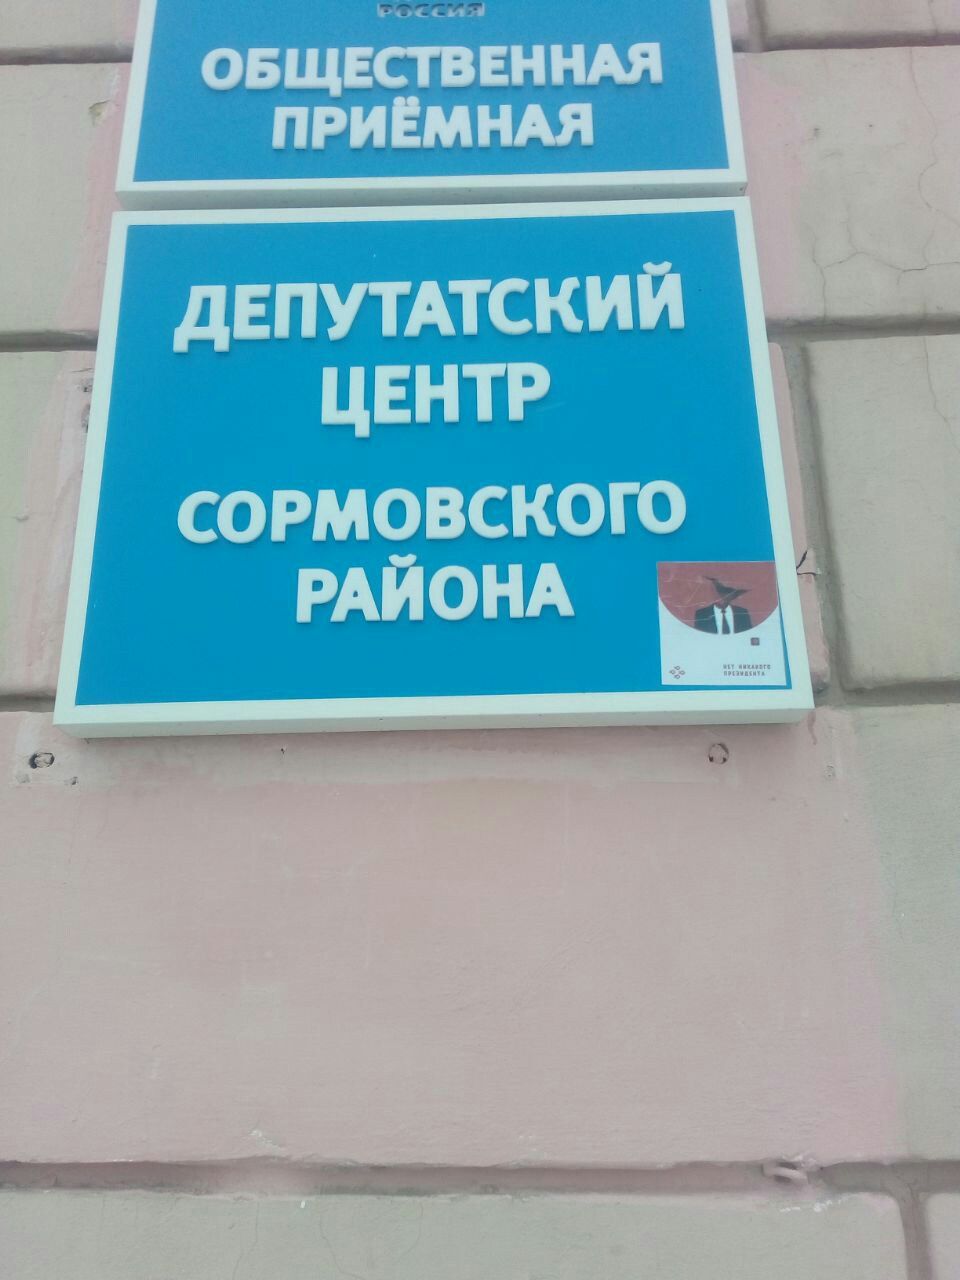 РОССИЯ
ОБЩЕСТВЕННАЯ
ПРИЁМНАЯ
ДЕПУТАТСКИЙ
ЦЕНТР
СОРМОВСКОГО
РАЙОНА
НЕТ НИКАКОГО
ПРЕЗИДЕНТА